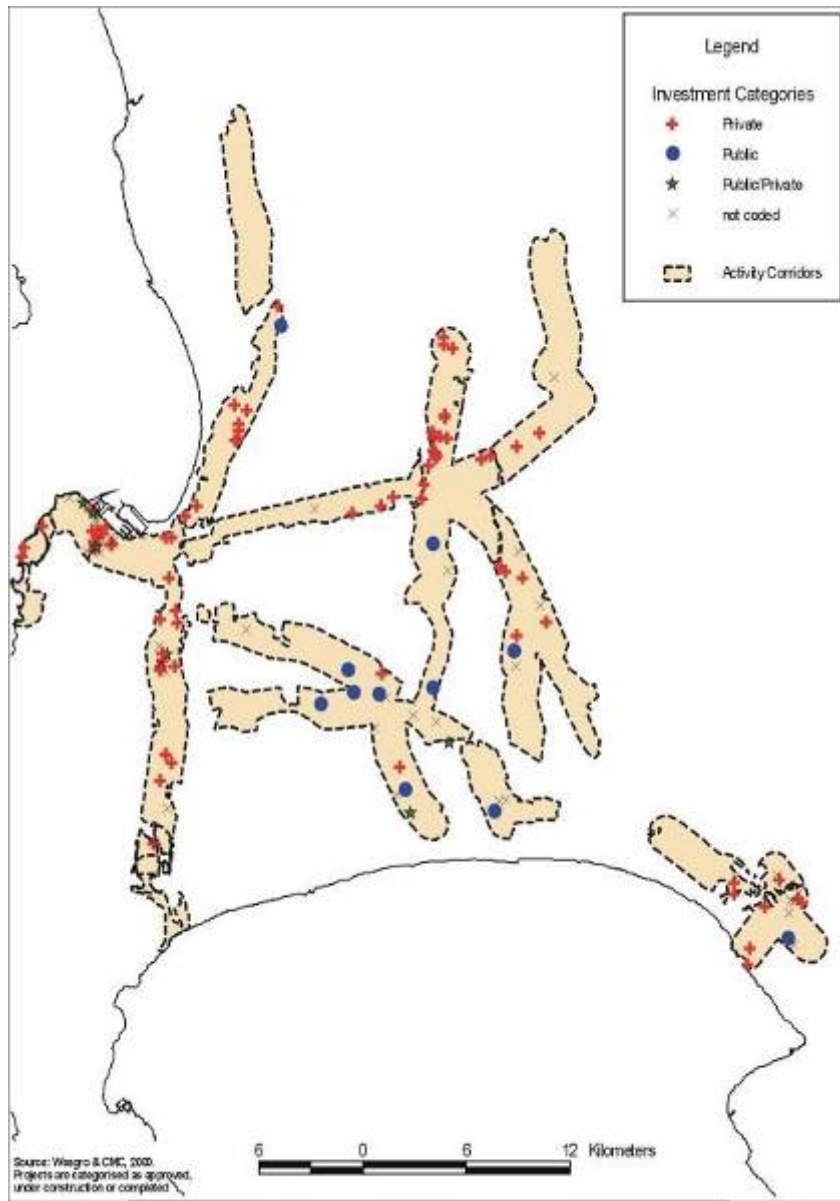 Legend
Investment Categories
Private
Public
Public/Private
not coded
Activity Corridors
6 0 6 12 Kilometers
Source: Wesgro & CMC, 2000.
Projects are categorised as approved,
under construction or completed